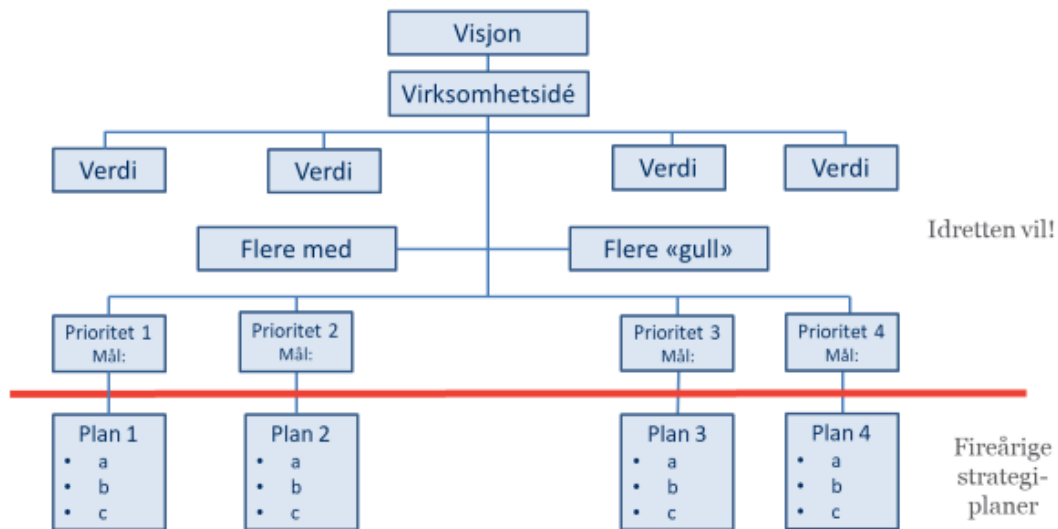 Visjon
Virksomhetsidé
Verdi
Verdi
Verdi
Verdi
Idretten vil!
Flere med
Flere «gull»
Prioritet 1
Mål:
Prioritet 2
Mål:
Prioritet 3
Mål:
Prioritet 4
Mål:
Plan 1
• a
• b
• c
Plan 2
• a
• b
• c
Plan 3
• a
• b
• c
Plan 4
• a
• b
• c
Fireårige
strategi-
planer